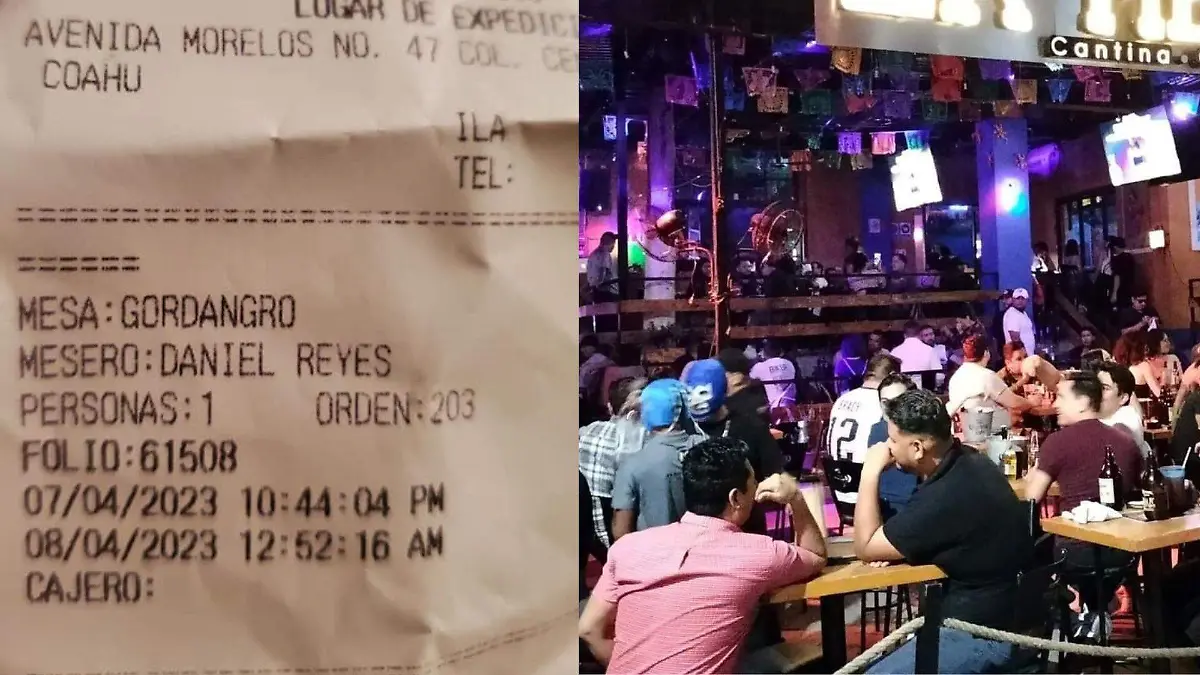 LUGAR DE EXPEDICI
AVENIDA MORELOS NO. 47 COL. CE
COAHU
ILA
TEL:
==================================
=====
MESA:GORDANGRO
MESERO:DANIEL REYES
PERSONAS:1 ORDEN:203
FOLIO:61508
07/04/2023 10:44:04 PM
08/04/2023 12:52:16 AM
CAJERO:
Cantina.
12